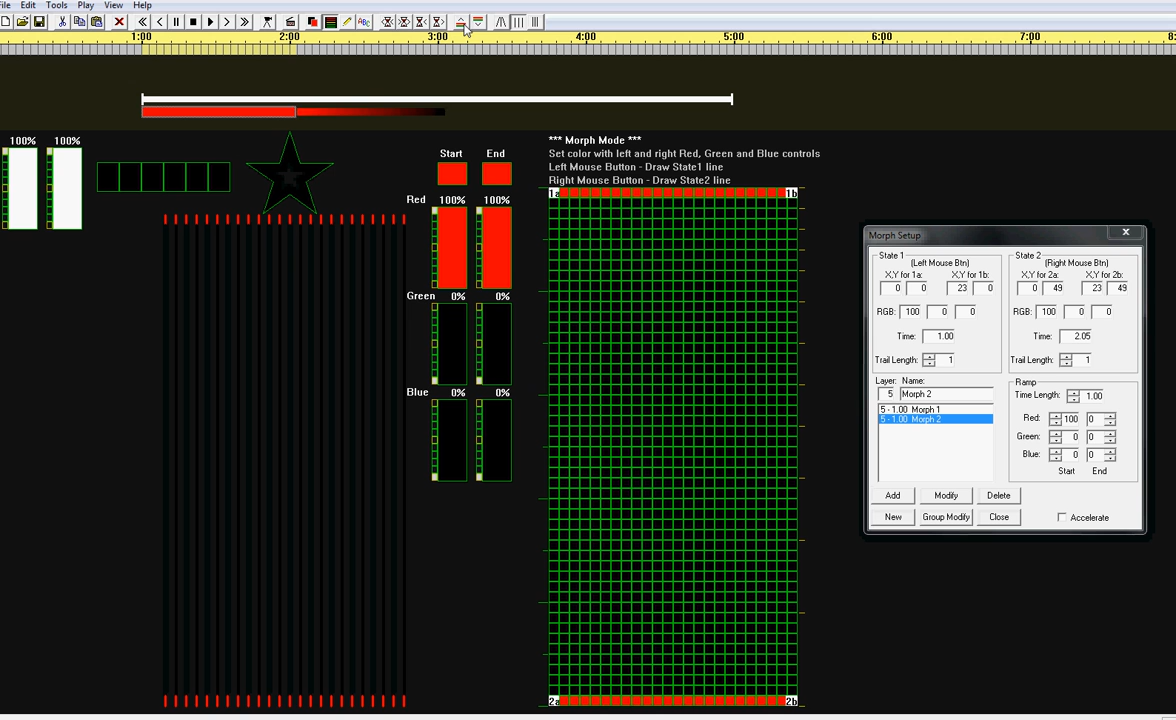 File Edit Tools Play View Help
ABC
1:00 2:00 3:00 4:00 5:00 6:00 7:00
100% 100%
*** Morph Mode ***
Set color with left and right Red, Green and Blue controls
Left Mouse Button - Draw State1 line
Right Mouse Button - Draw State2 line
Start End
1a 1b
Red 100% 100%
Green 0% 0%
Blue 0% 0%
2a 2b
Morph Setup
State 1 State 2
(Left Mouse Btn) (Right Mouse Btn)
X,Y for 1a: X,Y for 1b: X,Y for 2a: X,Y for 2b:
0 0 23 0 0 49 23 49
RGB: 100 0 0 RGB: 100 0 0
Time: 1.00 Time: 2.05
Trail Length: 1 Trail Length: 1
Layer: Name:
5 Morph 2
5 - 1.00 Morph 1
5 - 1.00 Morph 2
Ramp
Time Length: 1.00
Red: 100 0
Green: 0 0
Blue: 0 0
Start End
Add Modify Delete
New Group Modify Close
Accelerate